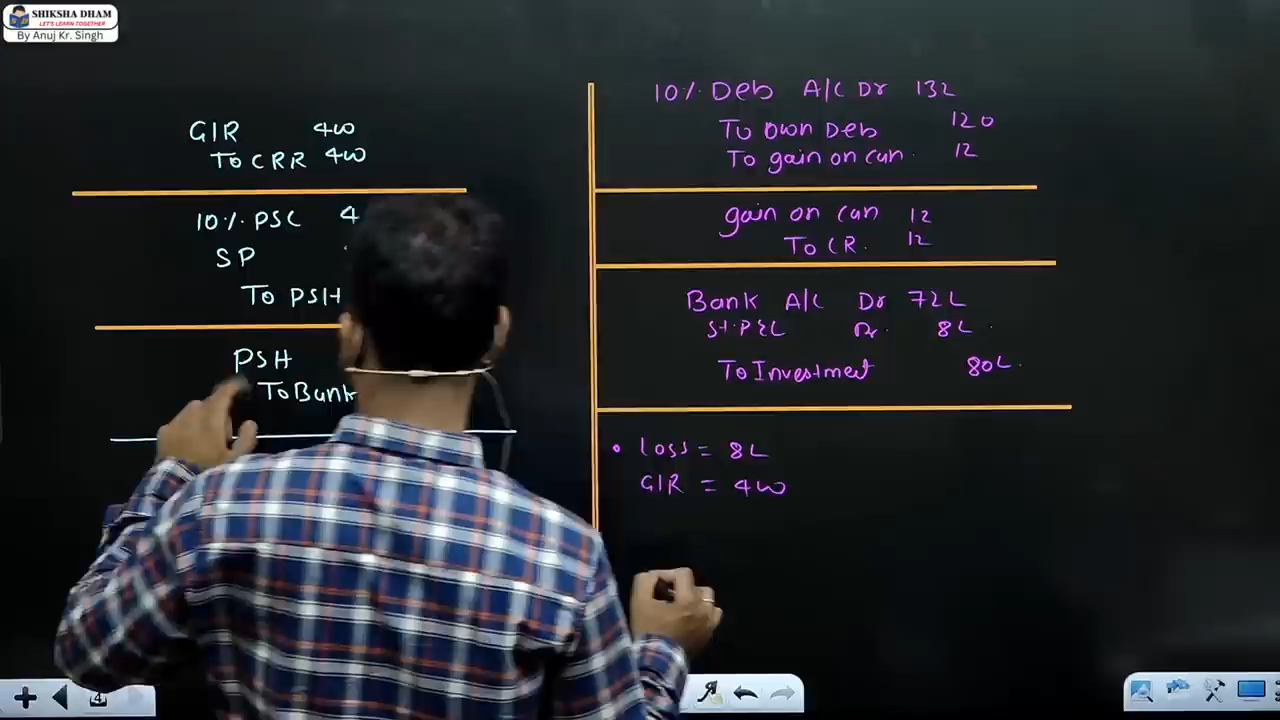 SHIKSHA DHAM
LET'S LEARN TOGETHER
By Anuj Kr. Singh
GIR 400
To CRR 400
10% PSC 4
SP
To PSH
PSH
To Bank
10% Deb A/C Dr 132
To Own Deb 120
To gain on Can. 12
gain on Can 12
To CR. 12
Bank A/C Dr 72L
St. P&L Dr. 8L
To Investment 80L.
• Loss = 8L
GIR = 400
4